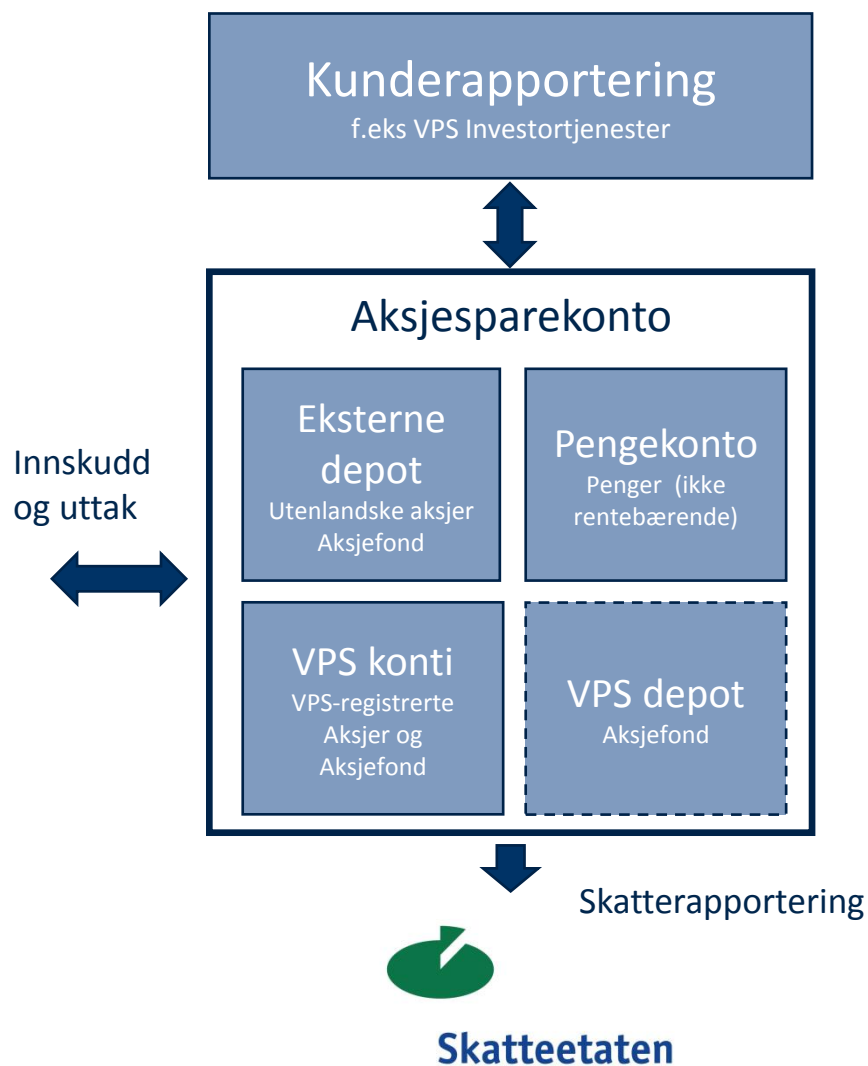 Kunderapportering
f.eks VPS Investortjenester
Aksjesparekonto
Eksterne
depot
Utenlandske aksjer
Aksjefond
Pengekonto
Penger  (ikke
rentebærende)
Innskudd
og uttak
VPS konti
VPS-registrerte
Aksjer og
Aksjefond
VPS depot
Aksjefond
Skatterapportering
Skatteetaten